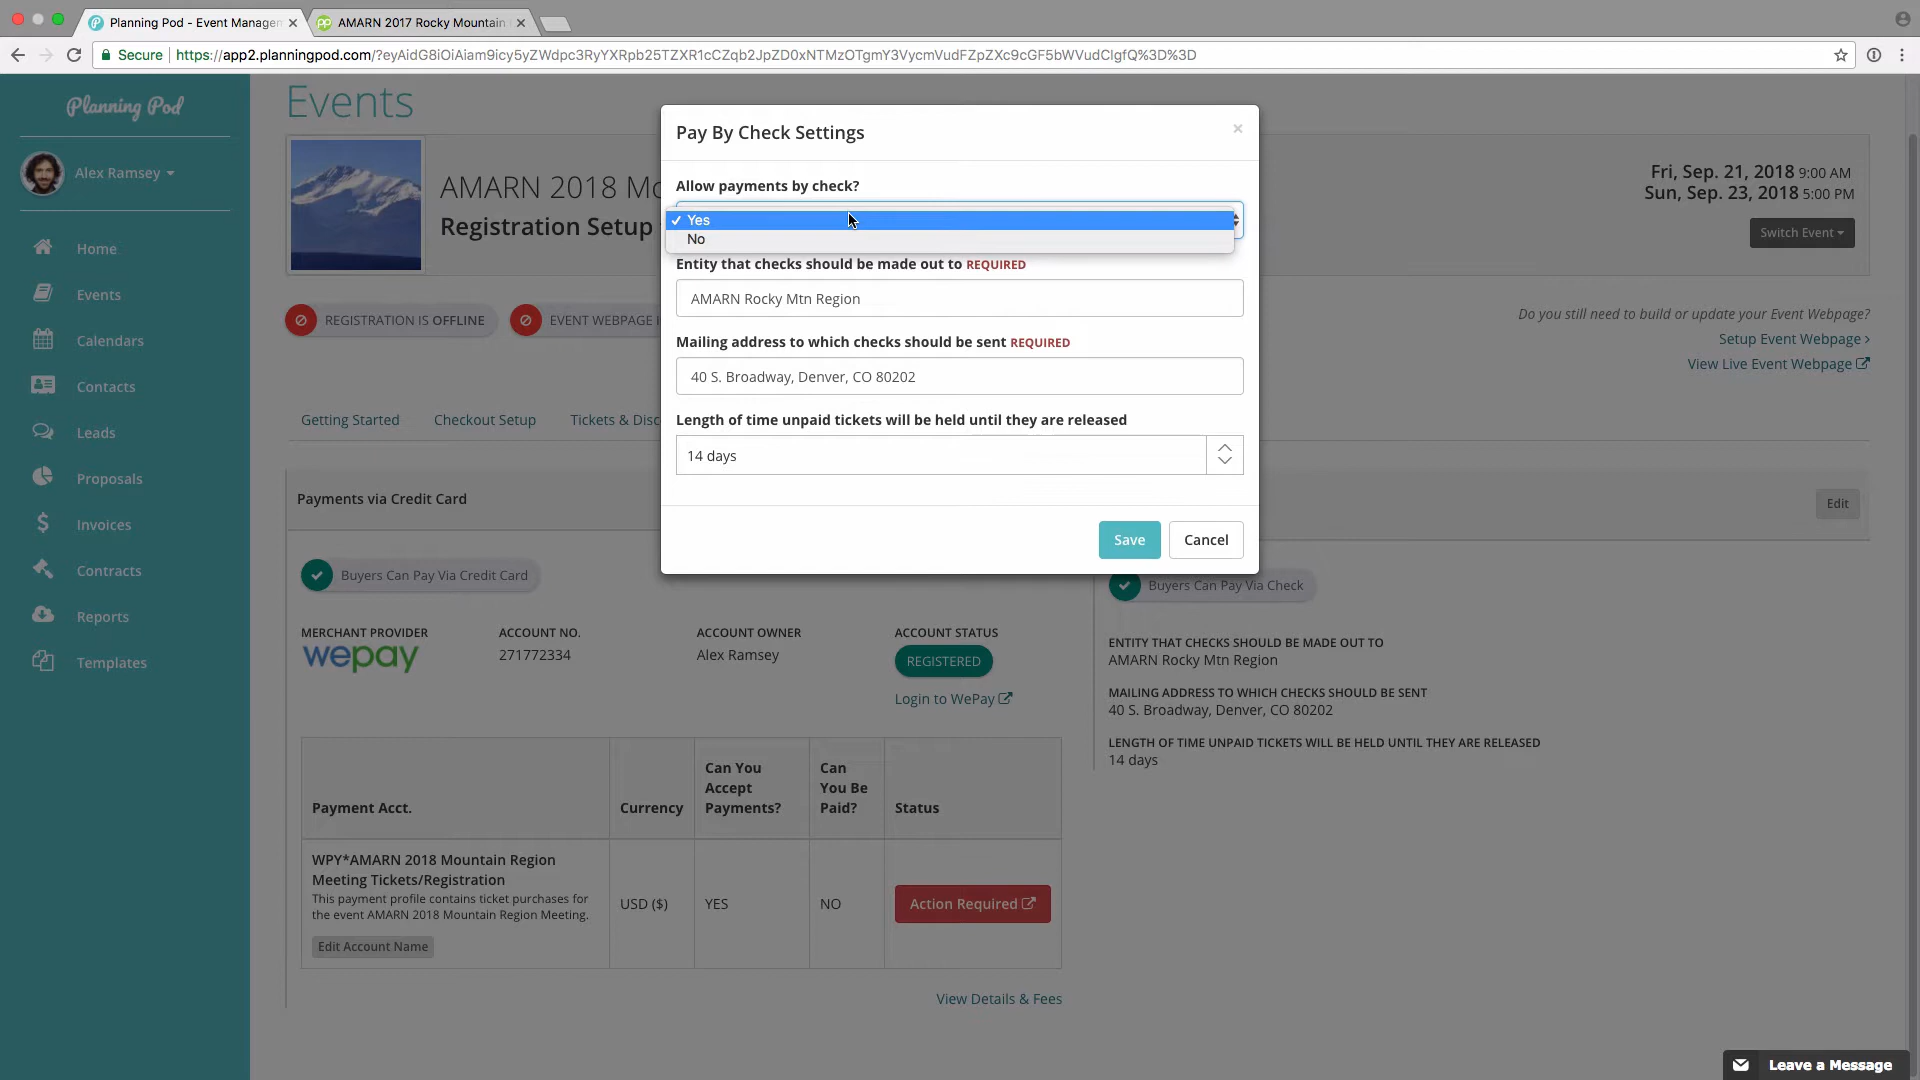 Planning Pod - Event Manage
AMARN 2017 Rocky Mountain
Secure
https://app2.planningpod.com/?eyAidG8iOiAiam9icy5yZWdpc3RyYXRpb25TZXR1cCZqb2JpZD0xNTMzOTgmY3VycmVudFZpZXc9cGF5bWVudCIgfQ%3D%3D
Planning Pod
Alex Ramsey
Home
Events
Calendars
Contacts
Leads
Proposals
Invoices
Contracts
Reports
Templates
Events
AMARN 2018 Mo
Registration Setup
Fri, Sep. 21, 2018 9:00 AM
Sun, Sep. 23, 2018 5:00 PM
Switch Event
REGISTRATION IS OFFLINE
EVENT WEBPAGE I
Do you still need to build or update your Event Webpage?
Setup Event Webpage
View Live Event Webpage
Getting Started
Checkout Setup
Tickets & Disc
Pay By Check Settings
×
Allow payments by check?
Yes
No
Entity that checks should be made out to REQUIRED
AMARN Rocky Mtn Region
Mailing address to which checks should be sent REQUIRED
40 S. Broadway, Denver, CO 80202
Length of time unpaid tickets will be held until they are released
14 days
Save
Cancel
Payments via Credit Card
Edit
Buyers Can Pay Via Credit Card
MERCHANT PROVIDER
wepay
ACCOUNT NO.
271772334
ACCOUNT OWNER
Alex Ramsey
ACCOUNT STATUS
REGISTERED
Login to WePay
Payment Acct.
Currency
Can You
Accept
Payments?
Can
You Be
Paid?
Status
WPY*AMARN 2018 Mountain Region
Meeting Tickets/Registration
This payment profile contains ticket purchases for
the event AMARN 2018 Mountain Region Meeting.
Edit Account Name
USD ($)
YES
NO
Action Required
View Details & Fees
Buyers Can Pay Via Check
ENTITY THAT CHECKS SHOULD BE MADE OUT TO
AMARN Rocky Mtn Region
MAILING ADDRESS TO WHICH CHECKS SHOULD BE SENT
40 S. Broadway, Denver, CO 80202
LENGTH OF TIME UNPAID TICKETS WILL BE HELD UNTIL THEY ARE RELEASED
14 days
Leave a Message